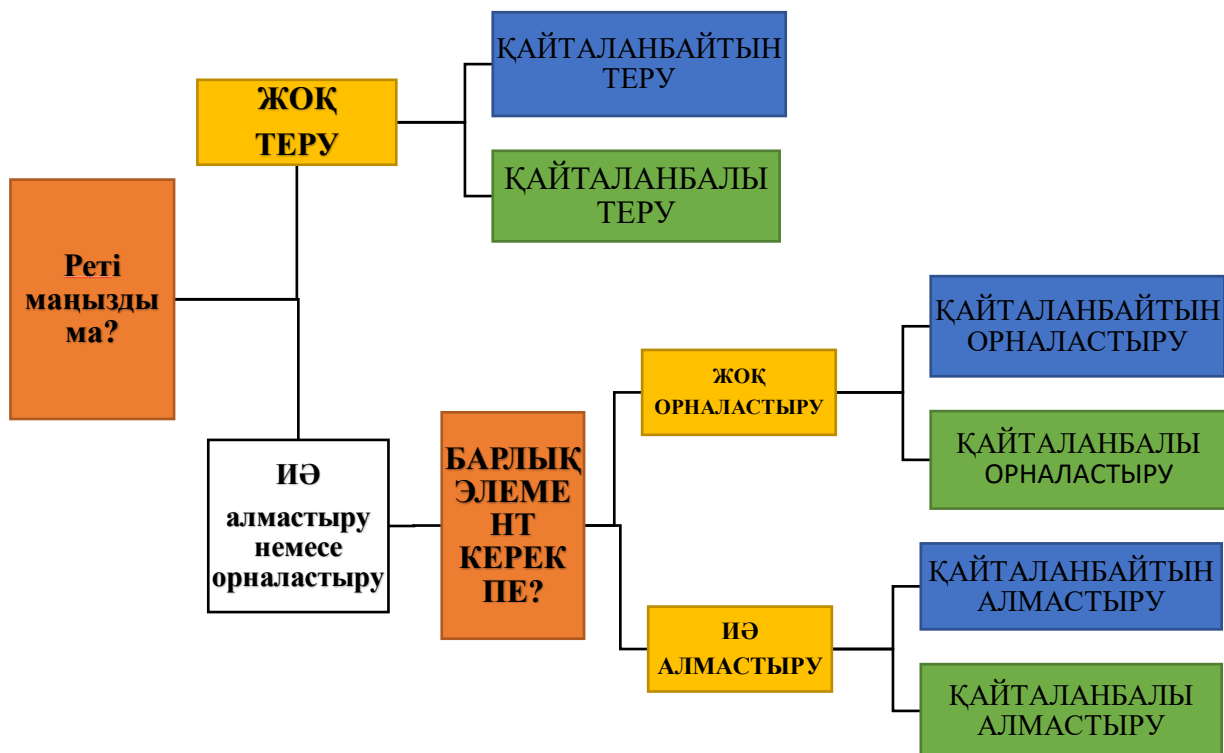 Реті
маңызды
ма?
ЖОҚ
ТЕРУ
ҚАЙТАЛАНБАЙТЫН
ТЕРУ
ҚАЙТАЛАНБАЛЫ
ТЕРУ
ИӘ
алмастыру
немесе
орналастыру
БАРЛЫҚ
ЭЛЕМЕ
НТ
КЕРЕК
ПЕ?
ЖОҚ
ОРНАЛАСТЫРУ
ҚАЙТАЛАНБАЙТЫН
ОРНАЛАСТЫРУ
ҚАЙТАЛАНБАЛЫ
ОРНАЛАСТЫРУ
ИӘ
АЛМАСТЫРУ
ҚАЙТАЛАНБАЙТЫН
АЛМАСТЫРУ
ҚАЙТАЛАНБАЛЫ
АЛМАСТЫРУ